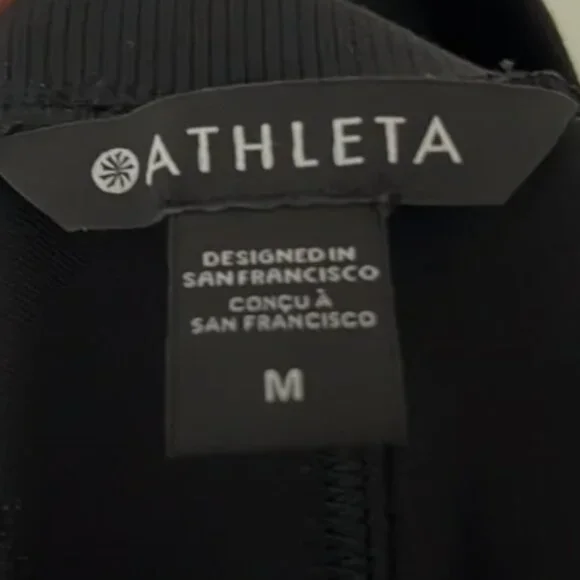 ATHLETA
DESIGNED IN
SAN FRANCISCO
CONÇU À
SAN FRANCISCO
M